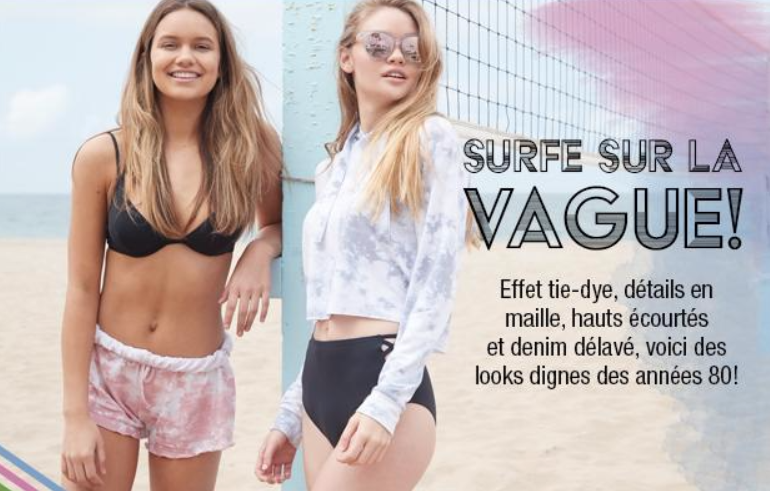 SURFE SUR LA
VAGUE!
Effet tie-dye, détails en
maille, hauts écourtés
et denim délavé, voici des
looks dignes des années 80!